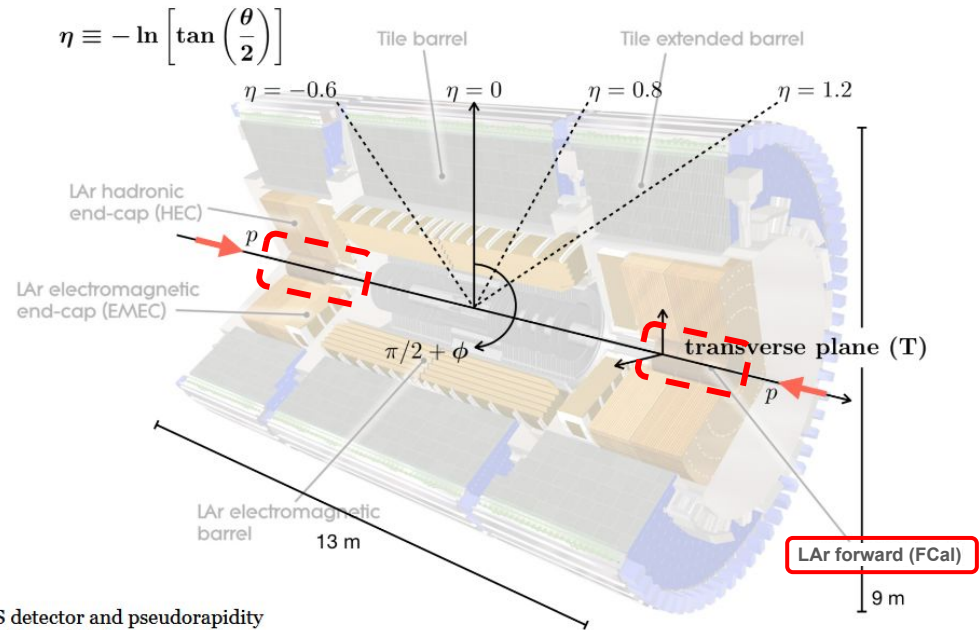 η ≡ − ln [tan (θ/2)]
Tile barrel
Tile extended barrel
η = −0.6
η = 0
η = 0.8
η = 1.2
LAr hadronic
end-cap (HEC)
p
LAr electromagnetic
end-cap (EMEC)
π/2 + ϕ
transverse plane (T)
p
LAr electromagnetic
barrel
13 m
LAr forward (FCal)
9 m
S detector and pseudorapidity